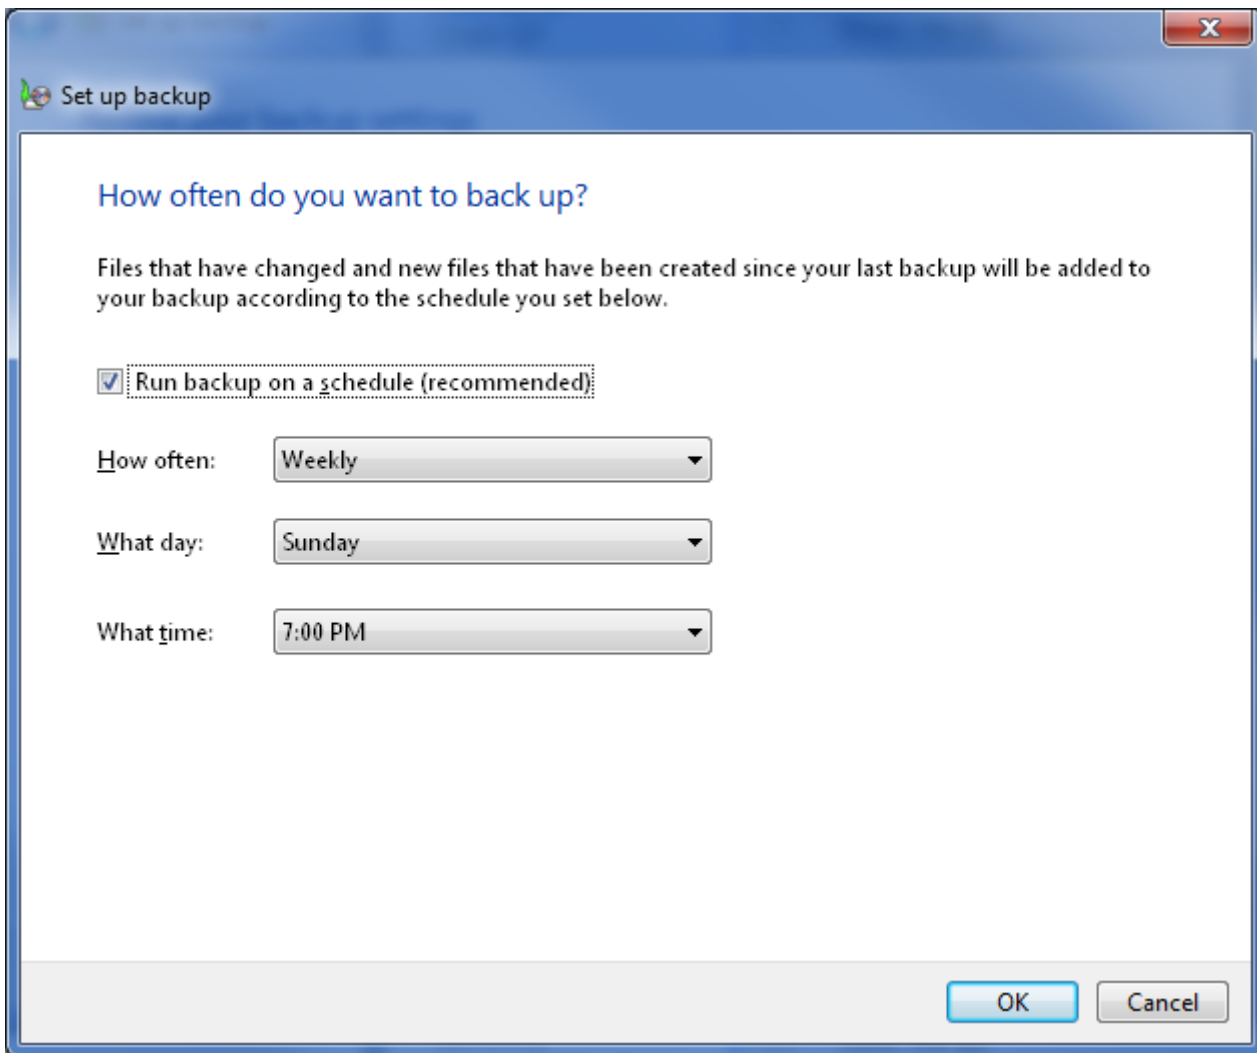 Set up backup
How often do you want to back up?
Files that have changed and new files that have been created since your last backup will be added to
your backup according to the schedule you set below.
Run backup on a schedule (recommended)
How often: Weekly
What day: Sunday
What time: 7:00 PM
OK Cancel